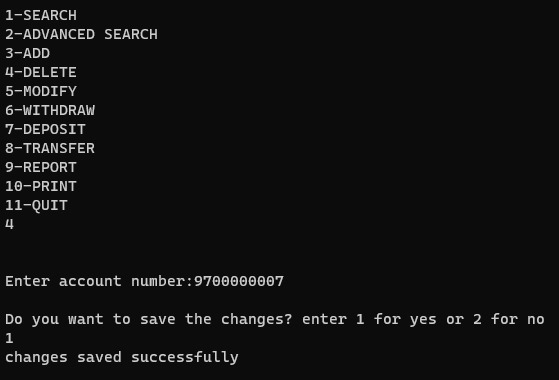 1-SEARCH
2-ADVANCED SEARCH
3-ADD
4-DELETE
5-MODIFY
6-WITHDRAW
7-DEPOSIT
8-TRANSFER
9-REPORT
10-PRINT
11-QUIT
4
Enter account number:9700000007
Do you want to save the changes? enter 1 for yes or 2 for no
1
changes saved successfully